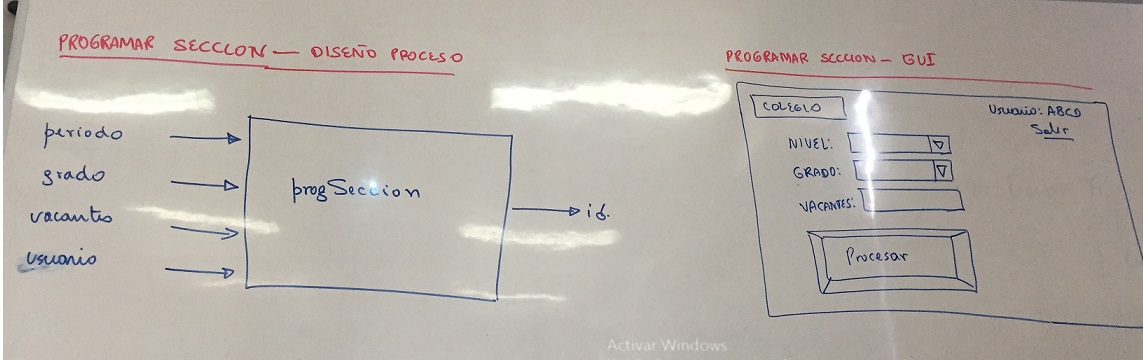 PROGRAMAR SECCION — DISEÑO PROCESO
periodo
grado
vacantes
usuario
progSeccion
id.
PROGRAMAR SECCION - GUI
COLEGIO
Usuario: ABCD
Salir
NIVEL:
GRADO:
VACANTES:
Procesar
Activar Windows